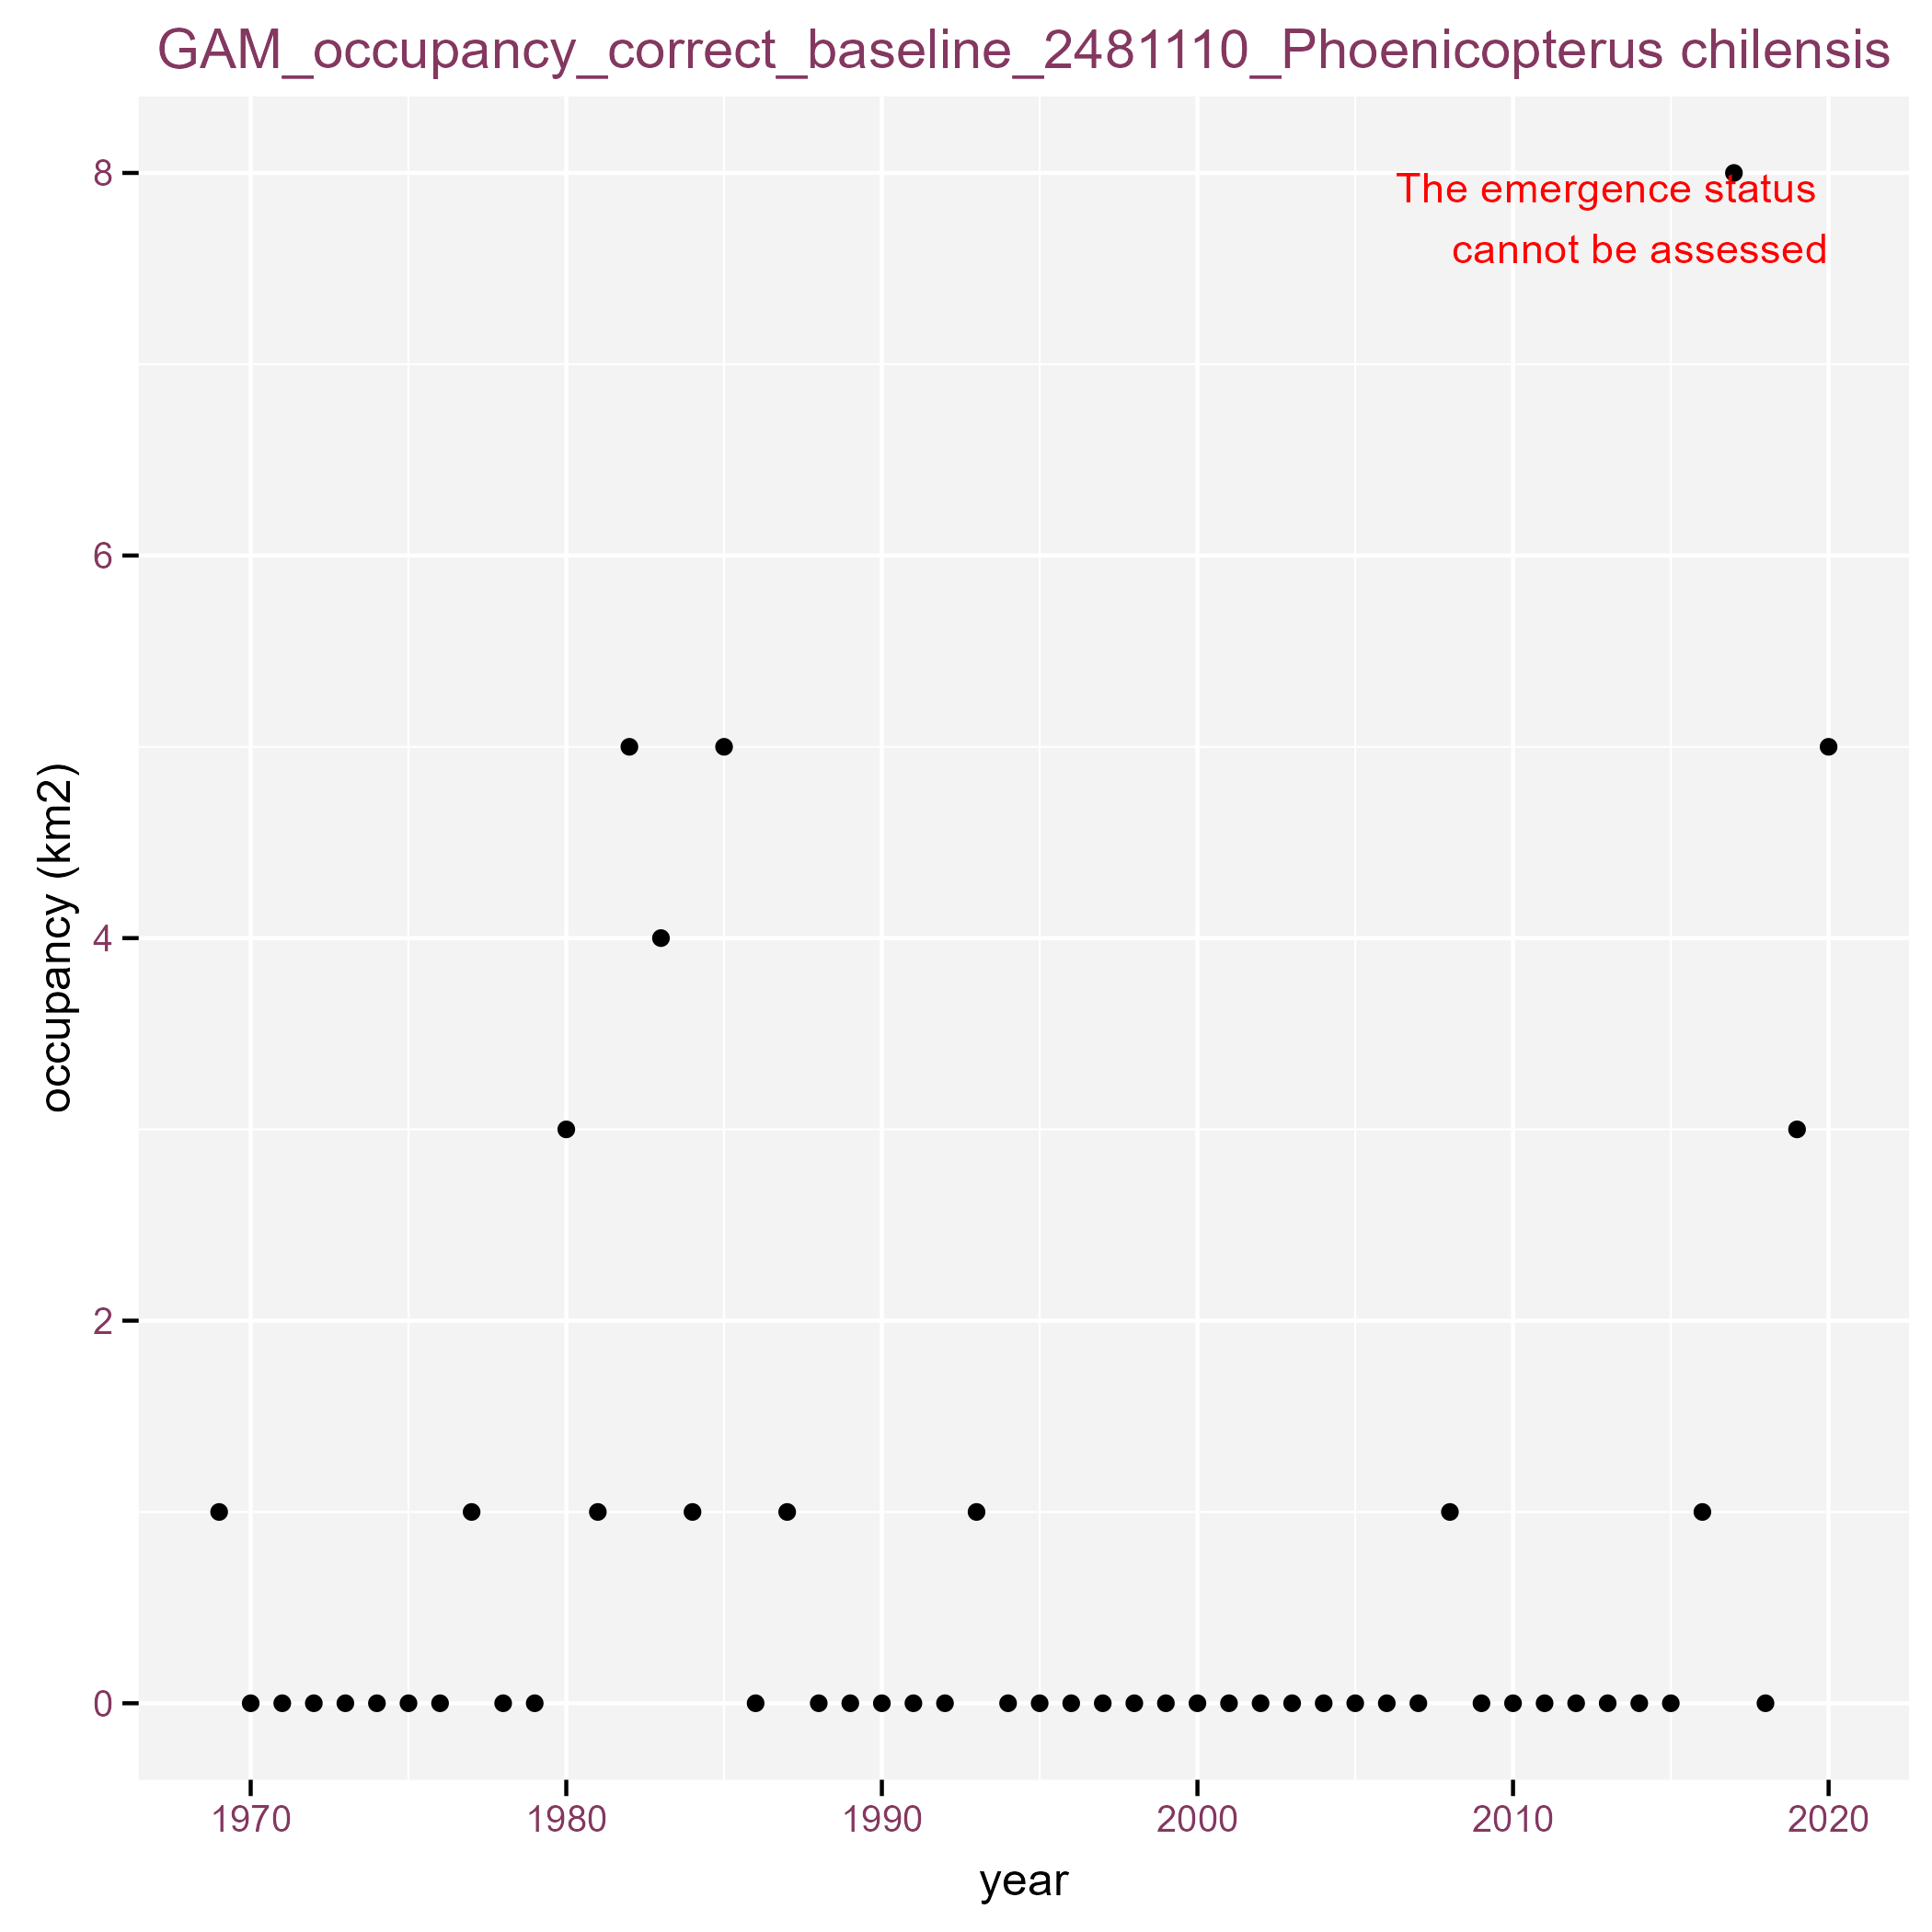 GAM_occupancy_correct_baseline_2481110_Phoenicopterus chilensis
8
The emergence status
cannot be assessed
6
occupancy (km2)
4
2
0
1970 1980 1990 2000 2010 2020
year